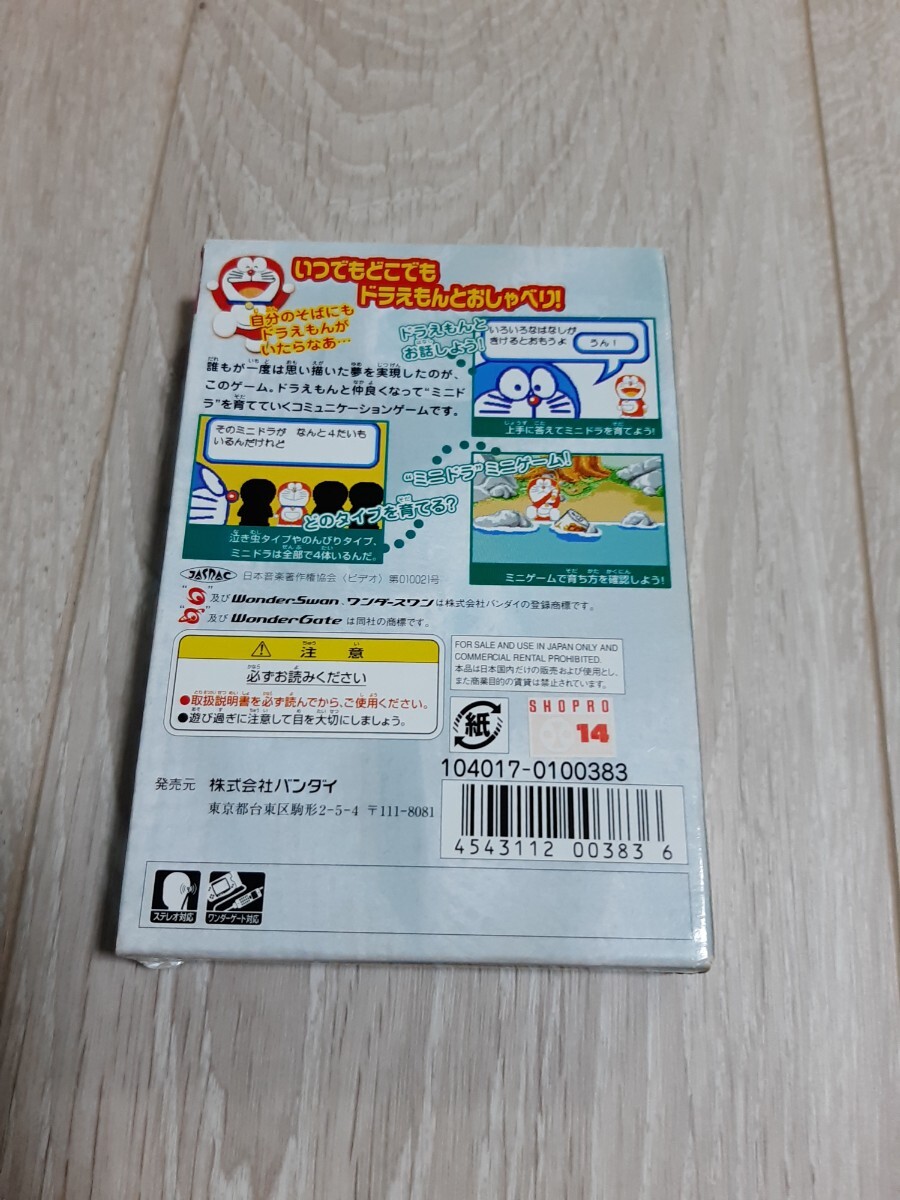 いつでもどこでも
ドラえもんとおしゃべり!
自分のそばにも
ドラえもんが
いたらなあ…
誰もが一度は思い描いた夢を実現したのが、
このゲーム。ドラえもんと仲良くなって“ミニド
ラ”を育てていくコミュニケーションゲームです。
ドラえもんと
お話しよう!
いろいろなはなしが
きけるとおもうよ
うん!
上手に答えてミニドラを育てよう!
そのミニドラが なんと4たいも
いるんだけれど
どのタイプを育てる?
泣き虫タイプやのんびりタイプ、
ミニドラは全部で4体いるんだ。
“ミニドラ”ミニゲーム!
ミニゲームで育ち方を確認しよう!
JASRAC 日本音楽著作権協会〈ビデオ〉第010021号
“ ”及びWonderSwan、ワンダースワンは株式会社バンダイの登録商標です。
“ ”及びWonderGateは同社の商標です。
注意
必ずお読みください
●取扱説明書を必ず読んでから、ご使用ください。
●遊び過ぎに注意して目を大切にしましょう。
FOR SALE AND USE IN JAPAN ONLY AND
COMMERCIAL RENTAL PROHIBITED.
本品は日本国内だけの販売および使用とし、
また商業目的の賃貸は禁止されています。
紙
SHOPRO
14
104017-0100383
発売元 株式会社バンダイ
東京都台東区駒形2-5-4 〒111-8081
4543112 00383 6
ステレオ対応
ワンダーゲート対応